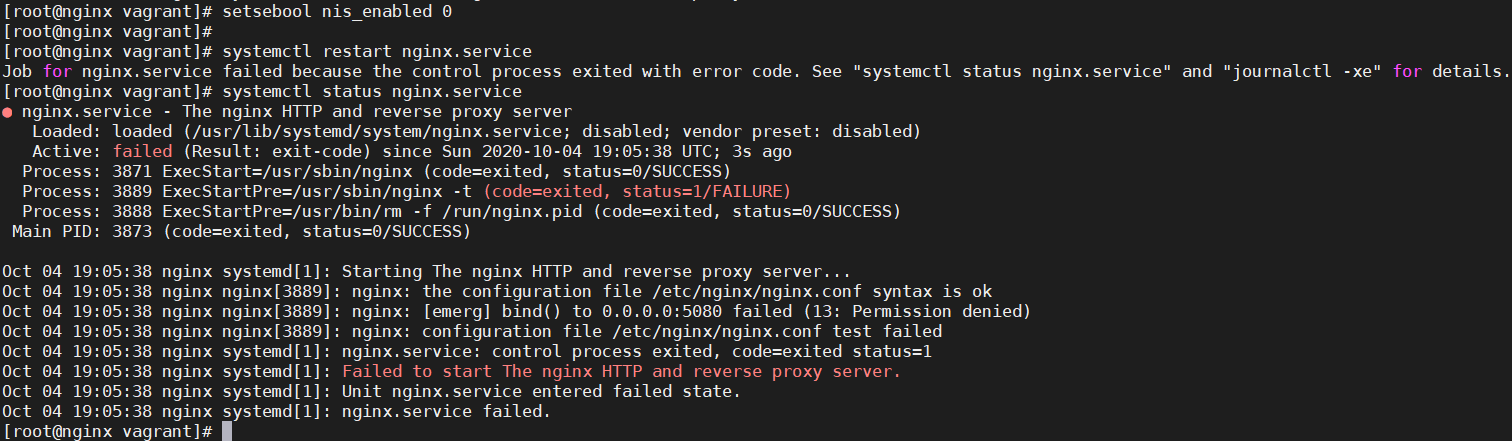 [root@nginx vagrant]# setsebool nis_enabled 0
[root@nginx vagrant]#
[root@nginx vagrant]# systemctl restart nginx.service
Job for nginx.service failed because the control process exited with error code. See "systemctl status nginx.service" and "journalctl -xe" for details.
[root@nginx vagrant]# systemctl status nginx.service
● nginx.service - The nginx HTTP and reverse proxy server
   Loaded: loaded (/usr/lib/systemd/system/nginx.service; disabled; vendor preset: disabled)
   Active: failed (Result: exit-code) since Sun 2020-10-04 19:05:38 UTC; 3s ago
  Process: 3871 ExecStart=/usr/sbin/nginx (code=exited, status=0/SUCCESS)
  Process: 3889 ExecStartPre=/usr/sbin/nginx -t (code=exited, status=1/FAILURE)
  Process: 3888 ExecStartPre=/usr/bin/rm -f /run/nginx.pid (code=exited, status=0/SUCCESS)
 Main PID: 3873 (code=exited, status=0/SUCCESS)

Oct 04 19:05:38 nginx systemd[1]: Starting The nginx HTTP and reverse proxy server...
Oct 04 19:05:38 nginx nginx[3889]: nginx: the configuration file /etc/nginx/nginx.conf syntax is ok
Oct 04 19:05:38 nginx nginx[3889]: nginx: [emerg] bind() to 0.0.0.0:5080 failed (13: Permission denied)
Oct 04 19:05:38 nginx nginx[3889]: nginx: configuration file /etc/nginx/nginx.conf test failed
Oct 04 19:05:38 nginx systemd[1]: nginx.service: control process exited, code=exited status=1
Oct 04 19:05:38 nginx systemd[1]: Failed to start The nginx HTTP and reverse proxy server.
Oct 04 19:05:38 nginx systemd[1]: Unit nginx.service entered failed state.
Oct 04 19:05:38 nginx systemd[1]: nginx.service failed.
[root@nginx vagrant]#